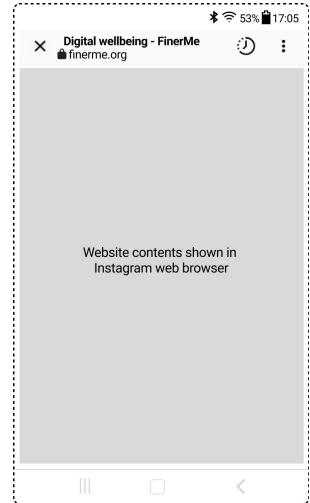 53% 17:05
Digital wellbeing - FinerMe
finerme.org
Website contents shown in
Instagram web browser